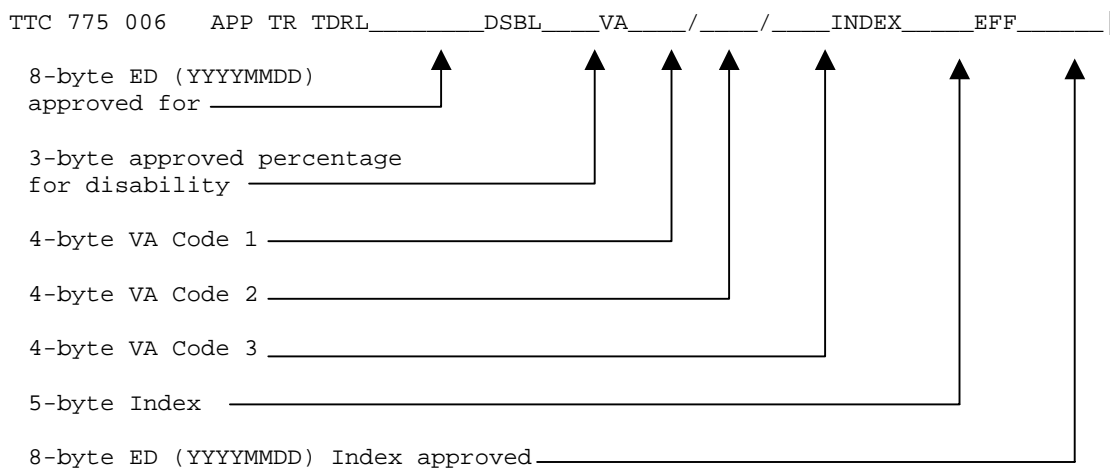 TTC 775 006   APP TR TDRL________DSBL____VA____/____/____INDEX_____EFF______|
8-byte ED (YYYYMMDD)
approved for
3-byte approved percentage
for disability
4-byte VA Code 1
4-byte VA Code 2
4-byte VA Code 3
5-byte Index
8-byte ED (YYYYMMDD) Index approved